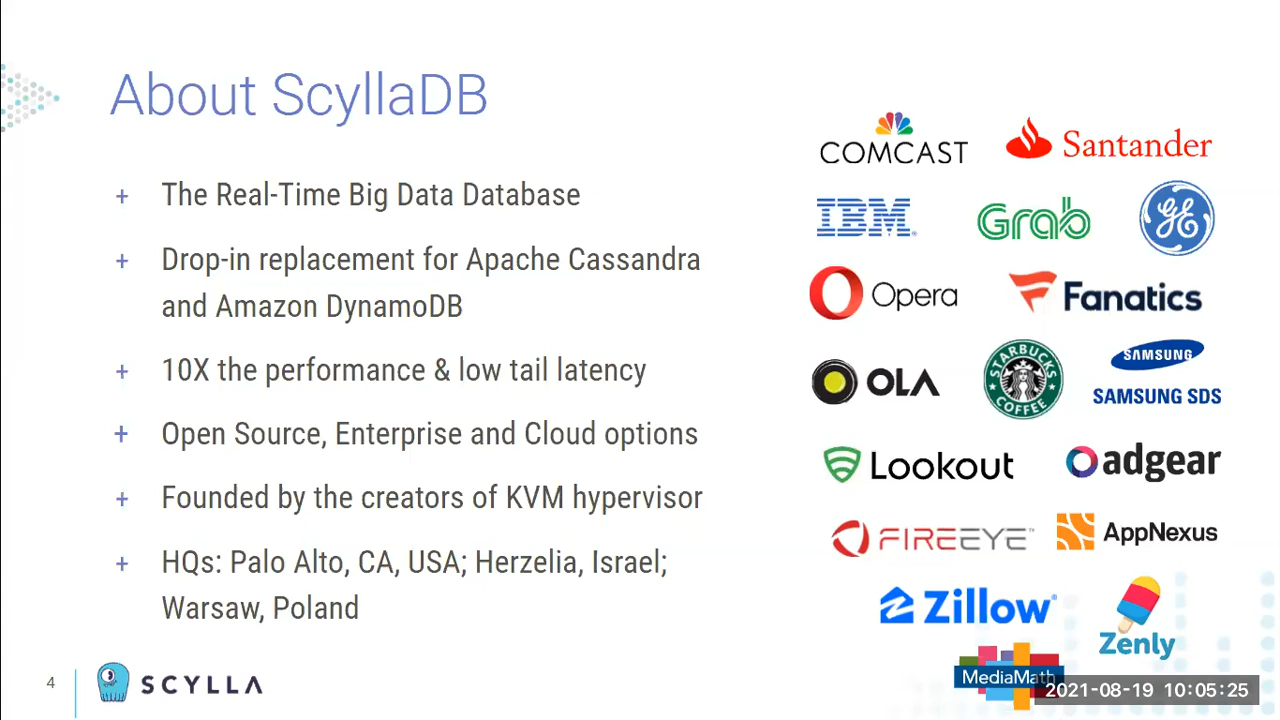 About ScyllaDB
+ The Real-Time Big Data Database
+ Drop-in replacement for Apache Cassandra
and Amazon DynamoDB
+ 10X the performance & low tail latency
+ Open Source, Enterprise and Cloud options
+ Founded by the creators of KVM hypervisor
+ HQs: Palo Alto, CA, USA; Herzelia, Israel;
Warsaw, Poland
COMCAST
Santander
IBM
Grab
GE
Opera
Fanatics
OLA
STARBUCKS
COFFEE
SAMSUNG
SAMSUNG SDS
Lookout
adgear
FIREEYE™
AppNexus
Zillow®
Zenly
MediaMath
4
SCYLLA
2021-08-19 10:05:25